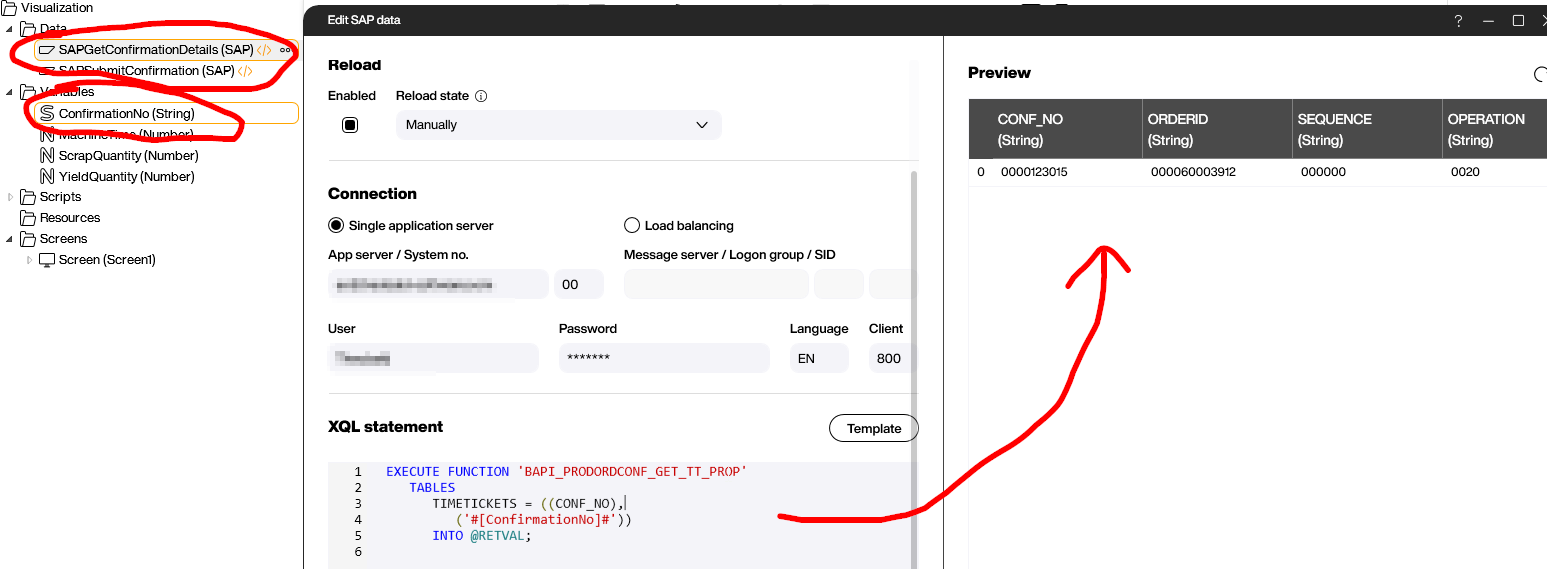 Visualization
Data
SAPGetConfirmationDetails (SAP) </>
SAPSubmitConfirmation (SAP) </>
Variables
ConfirmationNo (String)
MachineTime (Number)
ScrapQuantity (Number)
YieldQuantity (Number)
Scripts
Resources
Screens
Screen (Screen1)
Edit SAP data
?
Reload
Enabled Reload state
Manually
Connection
Single application server Load balancing
App server / System no. Message server / Logon group / SID
00
User Password Language Client
******* EN 800
XQL statement Template
1 EXECUTE FUNCTION 'BAPI_PRODORDCONF_GET_TT_PROP'
2 TABLES
3 TIMETICKETS = ((CONF_NO),
4 ('#[ConfirmationNo]#'))
5 INTO @RETVAL;
6
Preview
CONF_NO ORDERID SEQUENCE OPERATION
(String) (String) (String) (String)
0 0000123015 000060003912 000000 0020